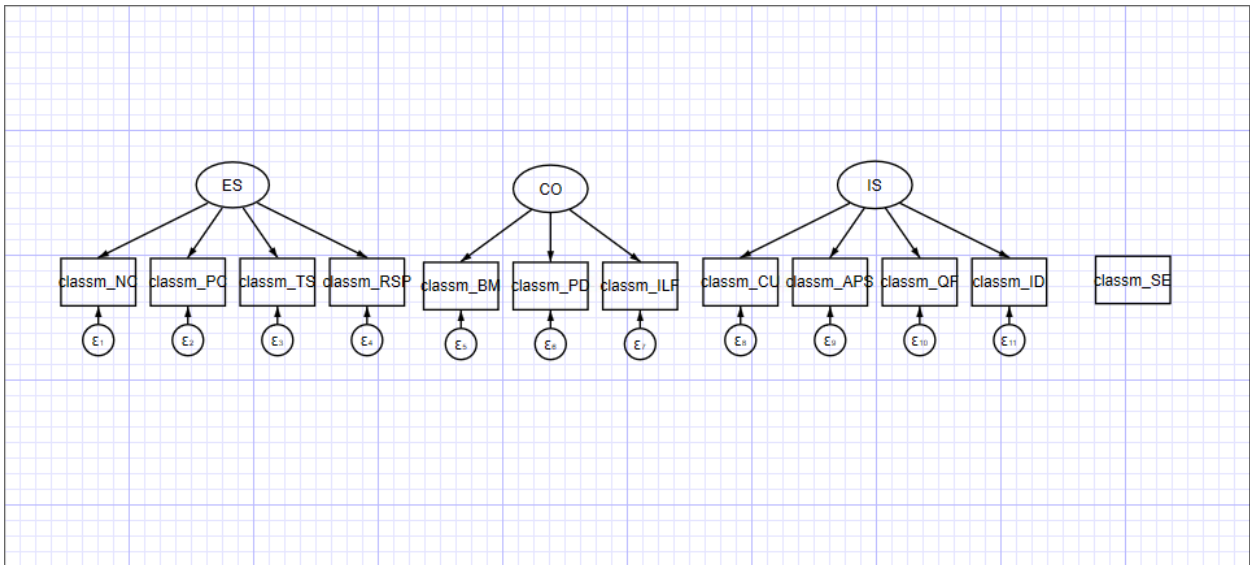 ES CO IS
classm_NC classm_PC classm_TS classm_RSP classm_BM classm_PD classm_ILF classm_CU classm_APS classm_QF classm_ID classm_SE
ε1 ε2 ε3 ε4 ε5 ε6 ε7 ε8 ε9 ε10 ε11